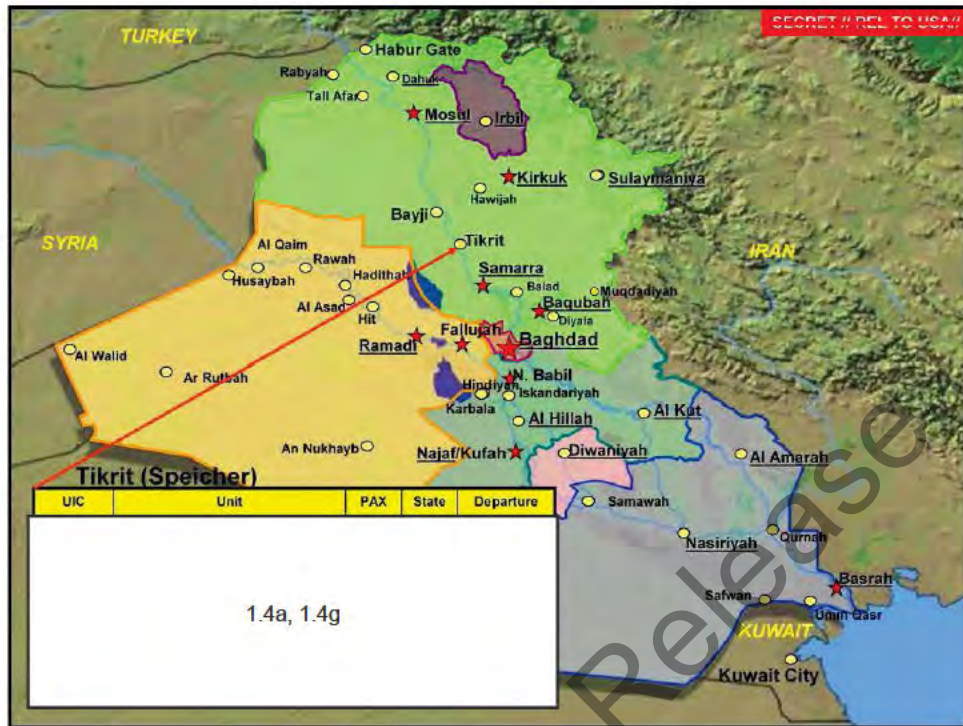 SECRET // REL TO USA//
TURKEY
Habur Gate
Rabyah
Dahuk
Tall Afar
Mosul
Irbil
Kirkuk
Sulaymaniya
Hawijah
Bayji
SYRIA
Tikrit
IRAN
Al Qaim
Rawah
Husaybah
Hadithah
Samarra
Balad
Muqdadiyah
Al Asad
Baqubah
Hit
Diyala
Fallujah
Ramadi
Baghdad
Al Walid
Ar Rutbah
N. Babil
Hindiyah
Iskandariyah
Karbala
Al Hillah
Al Kut
An Nukhayb
Najaf/Kufah
Diwaniyah
Al Amarah
Tikrit (Speicher)
UIC Unit PAX State Departure
Samawah
Nasiriyah
Qurnah
1.4a, 1.4g
Basrah
Safwan
Umm Qasr
KUWAIT
Kuwait City
Release